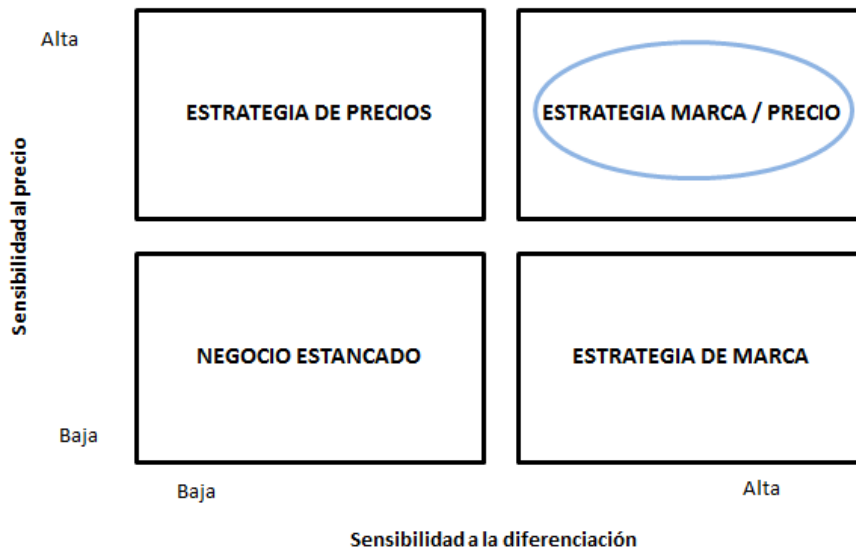 Alta
ESTRATEGIA DE PRECIOS
ESTRATEGIA MARCA / PRECIO
Sensibilidad al precio
NEGOCIO ESTANCADO
ESTRATEGIA DE MARCA
Baja
Baja
Alta
Sensibilidad a la diferenciación